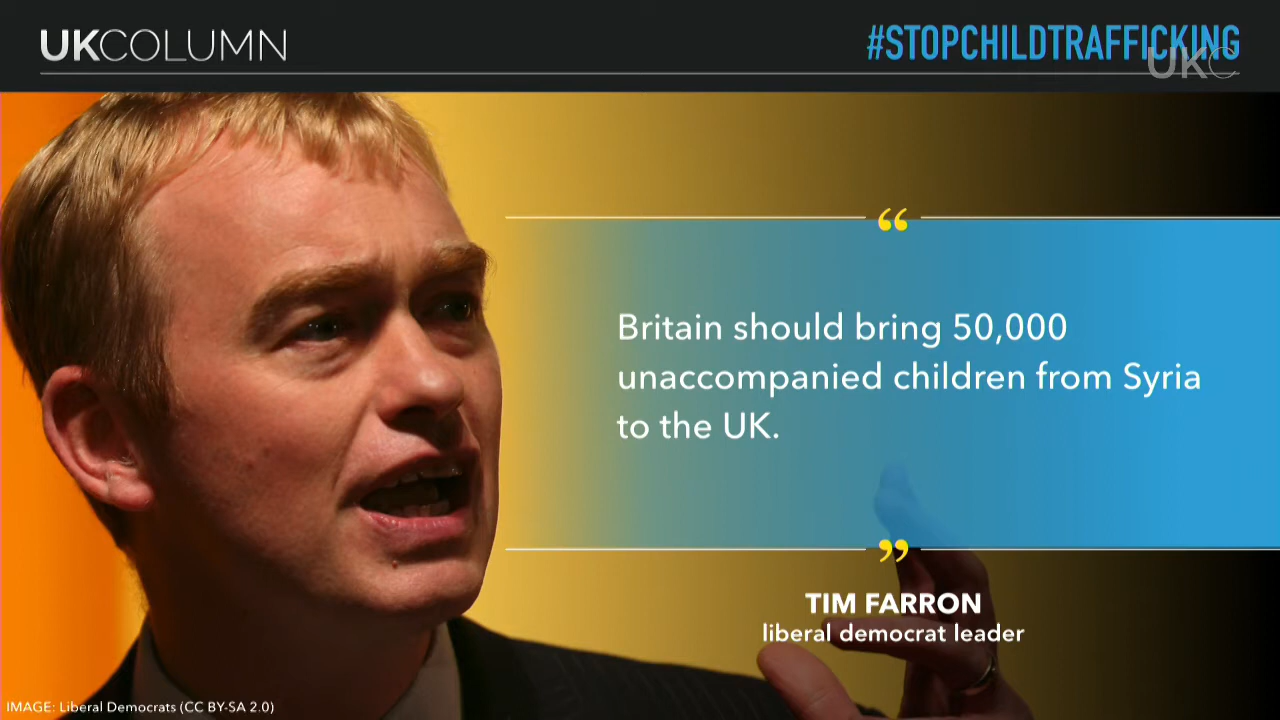 UKCOLUMN
#STOPCHILDTRAFFICKING
UKC
“
Britain should bring 50,000
unaccompanied children from Syria
to the UK.
”
TIM FARRON
liberal democrat leader
IMAGE: Liberal Democrats (CC BY-SA 2.0)